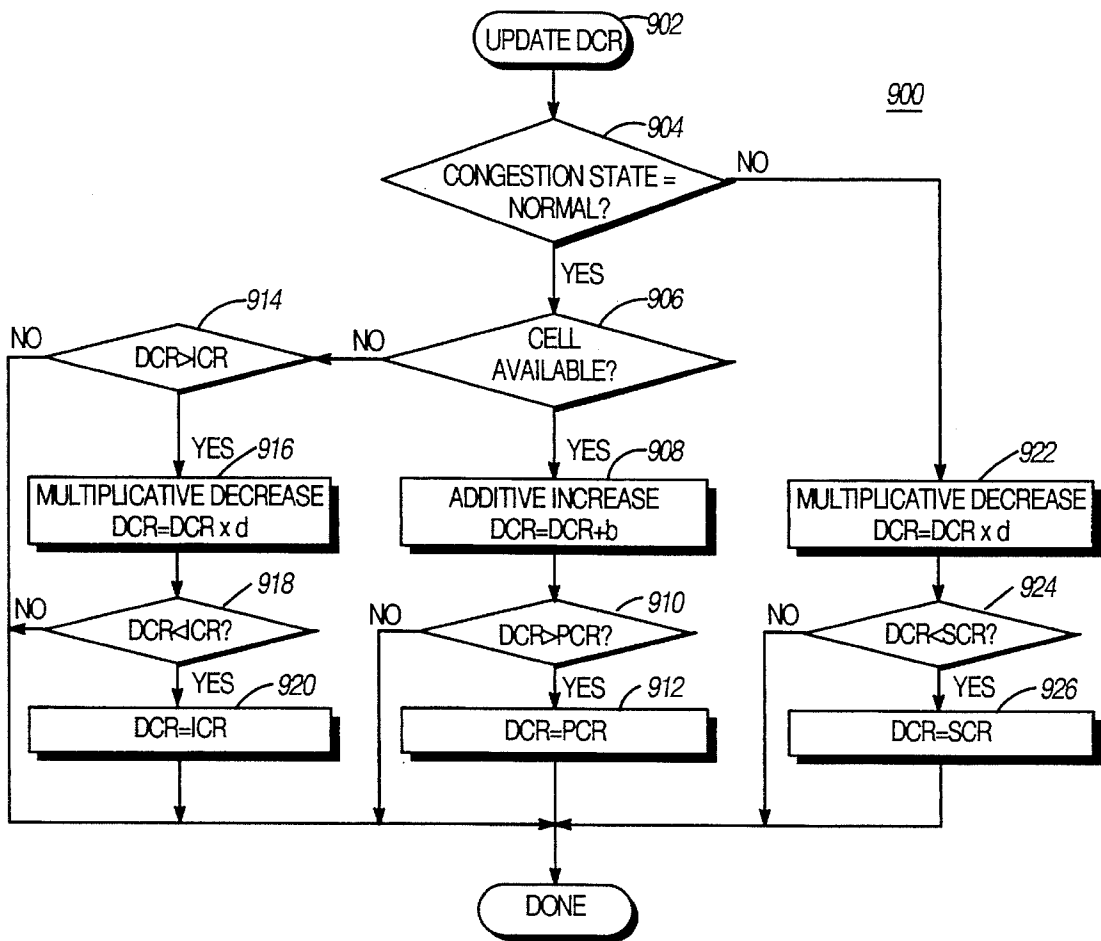 UPDATE DCR
902
900
904
CONGESTION STATE =
NORMAL?
NO
YES
914
906
NO
DCR>ICR
NO
CELL
AVAILABLE?
YES
916
YES
908
922
MULTIPLICATIVE DECREASE
DCR=DCR x d
ADDITIVE INCREASE
DCR=DCR+b
MULTIPLICATIVE DECREASE
DCR=DCR x d
918
910
924
NO
DCR<ICR?
NO
DCR>PCR?
NO
DCR<SCR?
YES
920
YES
912
YES
926
DCR=ICR
DCR=PCR
DCR=SCR
DONE